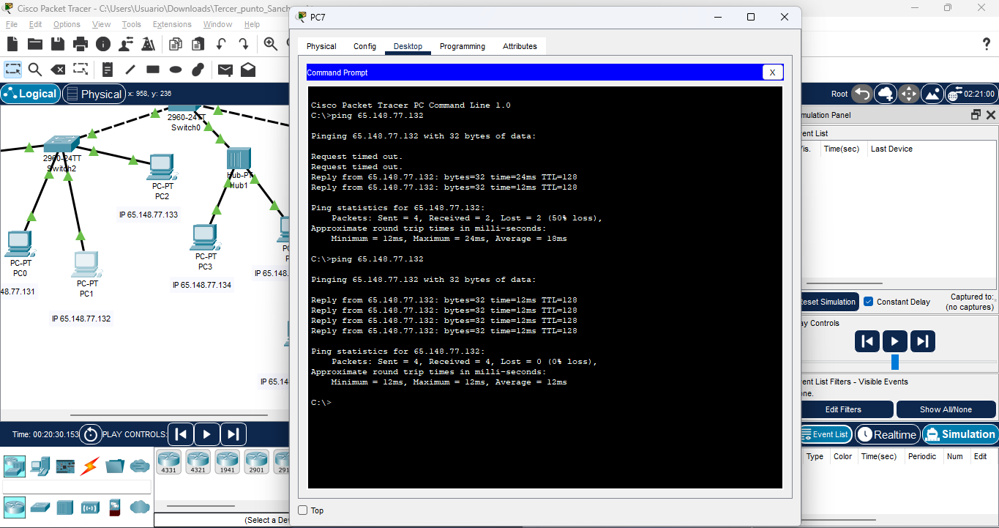 Cisco Packet Tracer - C:\Users\Usuario\Downloads\Tercer_punto_Sanch
File Edit Options View Tools Extensions Window Help
Logical Physical x: 958, y: 236
Root 02:21:00
PC7
Physical Config Desktop Programming Attributes
Command Prompt X
Cisco Packet Tracer PC Command Line 1.0
C:\>ping 65.148.77.132
Pinging 65.148.77.132 with 32 bytes of data:
Request timed out.
Request timed out.
Reply from 65.148.77.132: bytes=32 time=24ms TTL=128
Reply from 65.148.77.132: bytes=32 time=12ms TTL=128
Ping statistics for 65.148.77.132:
Packets: Sent = 4, Received = 2, Lost = 2 (50% loss),
Approximate round trip times in milli-seconds:
Minimum = 12ms, Maximum = 24ms, Average = 18ms
C:\>ping 65.148.77.132
Pinging 65.148.77.132 with 32 bytes of data:
Reply from 65.148.77.132: bytes=32 time=12ms TTL=128
Reply from 65.148.77.132: bytes=32 time=12ms TTL=128
Reply from 65.148.77.132: bytes=32 time=12ms TTL=128
Reply from 65.148.77.132: bytes=32 time=12ms TTL=128
Ping statistics for 65.148.77.132:
Packets: Sent = 4, Received = 4, Lost = 0 (0% loss),
Approximate round trip times in milli-seconds:
Minimum = 12ms, Maximum = 12ms, Average = 12ms
C:\>
Top
2960-24TT
Switch0
2960-24TT
Switch2
PC-PT
PC2
IP 65.148.77.133
Hub-PT
Hub1
PC-PT
PC0
48.77.131
PC-PT
PC1
IP 65.148.77.132
PC-PT
PC3
IP 65.148.77.134
IP 65.148.
IP 65.14
mulation Panel
ent List
is. Time(sec) Last Device
eset Simulation Constant Delay
Captured to:
(no captures)
ay Controls
ent List Filters - Visible Events
one.
Edit Filters Show All/None
Event List Realtime Simulation
Type Color Time(sec) Periodic Num Edit
Time: 00:20:30.153 PLAY CONTROLS:
4331 4321 1941 2901 291
(Select a De